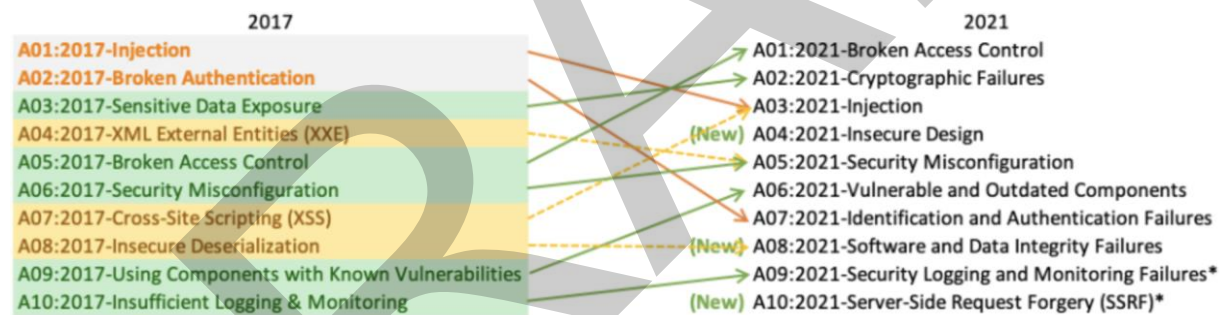 2017
A01:2017-Injection
A02:2017-Broken Authentication
A03:2017-Sensitive Data Exposure
A04:2017-XML External Entities (XXE)
A05:2017-Broken Access Control
A06:2017-Security Misconfiguration
A07:2017-Cross-Site Scripting (XSS)
A08:2017-Insecure Deserialization
A09:2017-Using Components with Known Vulnerabilities
A10:2017-Insufficient Logging & Monitoring
2021
A01:2021-Broken Access Control
A02:2021-Cryptographic Failures
A03:2021-Injection
(New) A04:2021-Insecure Design
A05:2021-Security Misconfiguration
A06:2021-Vulnerable and Outdated Components
A07:2021-Identification and Authentication Failures
(New) A08:2021-Software and Data Integrity Failures
A09:2021-Security Logging and Monitoring Failures*
(New) A10:2021-Server-Side Request Forgery (SSRF)*